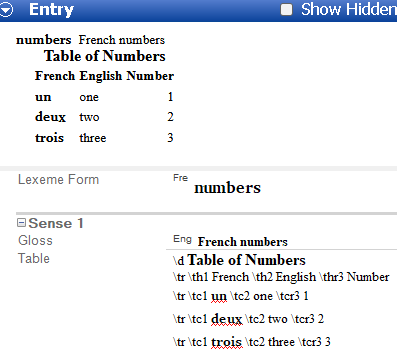 Entry Show Hidden
numbers French numbers
Table of Numbers
French English Number
un one 1
deux two 2
trois three 3
Lexeme Form Fre numbers
Sense 1
Gloss Eng French numbers
Table \d Table of Numbers
\tr \th1 French \th2 English \thr3 Number
\tr \tc1 un \tc2 one \tcr3 1
\tr \tc1 deux \tc2 two \tcr3 2
\tr \tc1 trois \tc2 three \tcr3 3